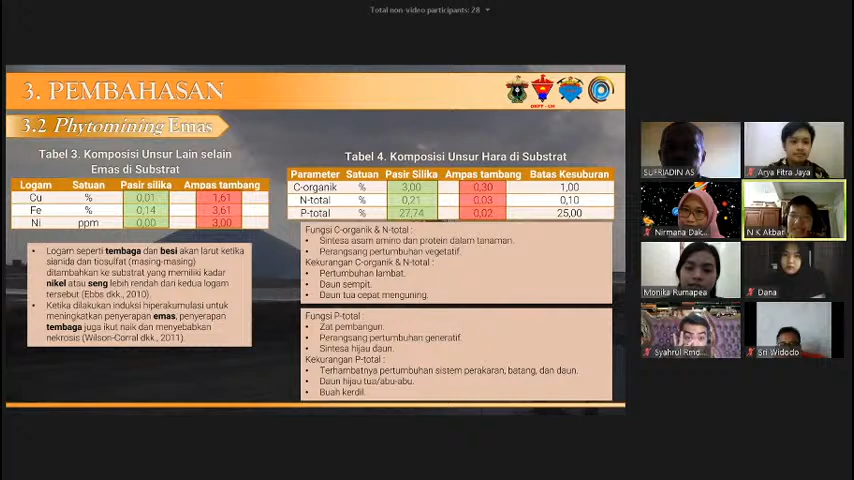 Total non-video participants: 28
3. PEMBAHASAN
3.2 Phytomining Emas
Tabel 3. Komposisi Unsur Lain selain
Emas di Substrat
Logam Satuan Pasir silika Ampas tambang
Cu % 0,01 1,61
Fe % 0,14 3,61
Ni ppm 0,00 3,00
• Logam seperti tembaga dan besi akan larut ketika
sianida dan tiosulfat (masing-masing)
ditambahkan ke substrat yang memiliki kadar
nikel atau seng lebih rendah dari kedua logam
tersebut (Ebbs dkk., 2010).
• Ketika dilakukan induksi hiperakumulasi untuk
meningkatkan penyerapan emas, penyerapan
tembaga juga ikut naik dan menyebabkan
nekrosis (Wilson-Corral dkk., 2011).
Tabel 4. Komposisi Unsur Hara di Substrat
Parameter Satuan Pasir Silika Ampas tambang Batas Kesuburan
C-organik % 3,00 0,30 1,00
N-total % 0,21 0,03 0,10
P-total % 27,74 0,02 25,00
Fungsi C-organik & N-total :
• Sintesa asam amino dan protein dalam tanaman.
• Perangsang pertumbuhan vegetatif.
Kekurangan C-organik & N-total :
• Pertumbuhan lambat.
• Daun sempit.
• Daun tua cepat menguning.
Fungsi P-total :
• Zat pembangun.
• Perangsang pertumbuhan generatif.
• Sintesa hijau daun.
Kekurangan P-total :
• Terhambatnya pertumbuhan sistem perakaran, batang, dan daun.
• Daun hijau tua/abu-abu.
• Buah kerdil.
SUFRIADIN AS
Arya Fitra Jaya
Nirmana Dak...
N K Akbar
Monika Rumapea
Dana
Syahrul Rmd...
Sri Widodo